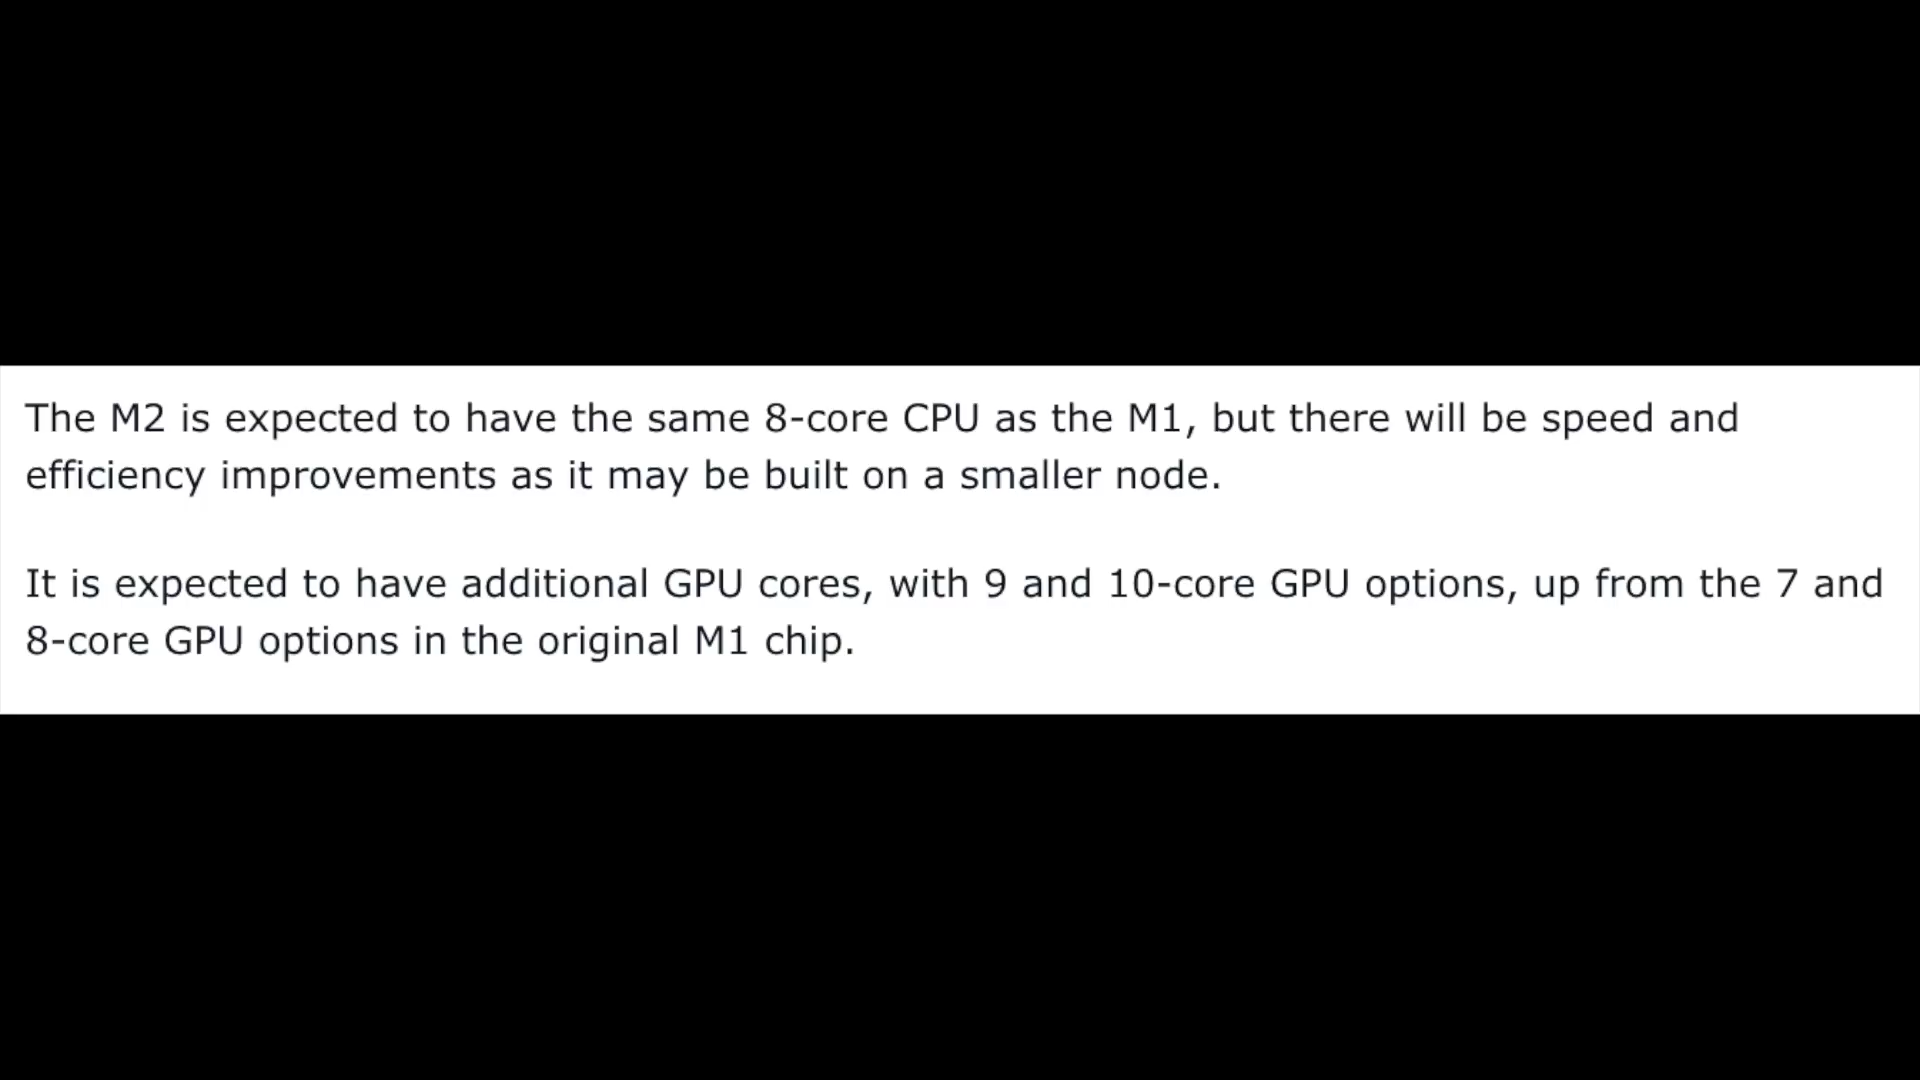 The M2 is expected to have the same 8-core CPU as the M1, but there will be speed and
efficiency improvements as it may be built on a smaller node.
It is expected to have additional GPU cores, with 9 and 10-core GPU options, up from the 7 and
8-core GPU options in the original M1 chip.